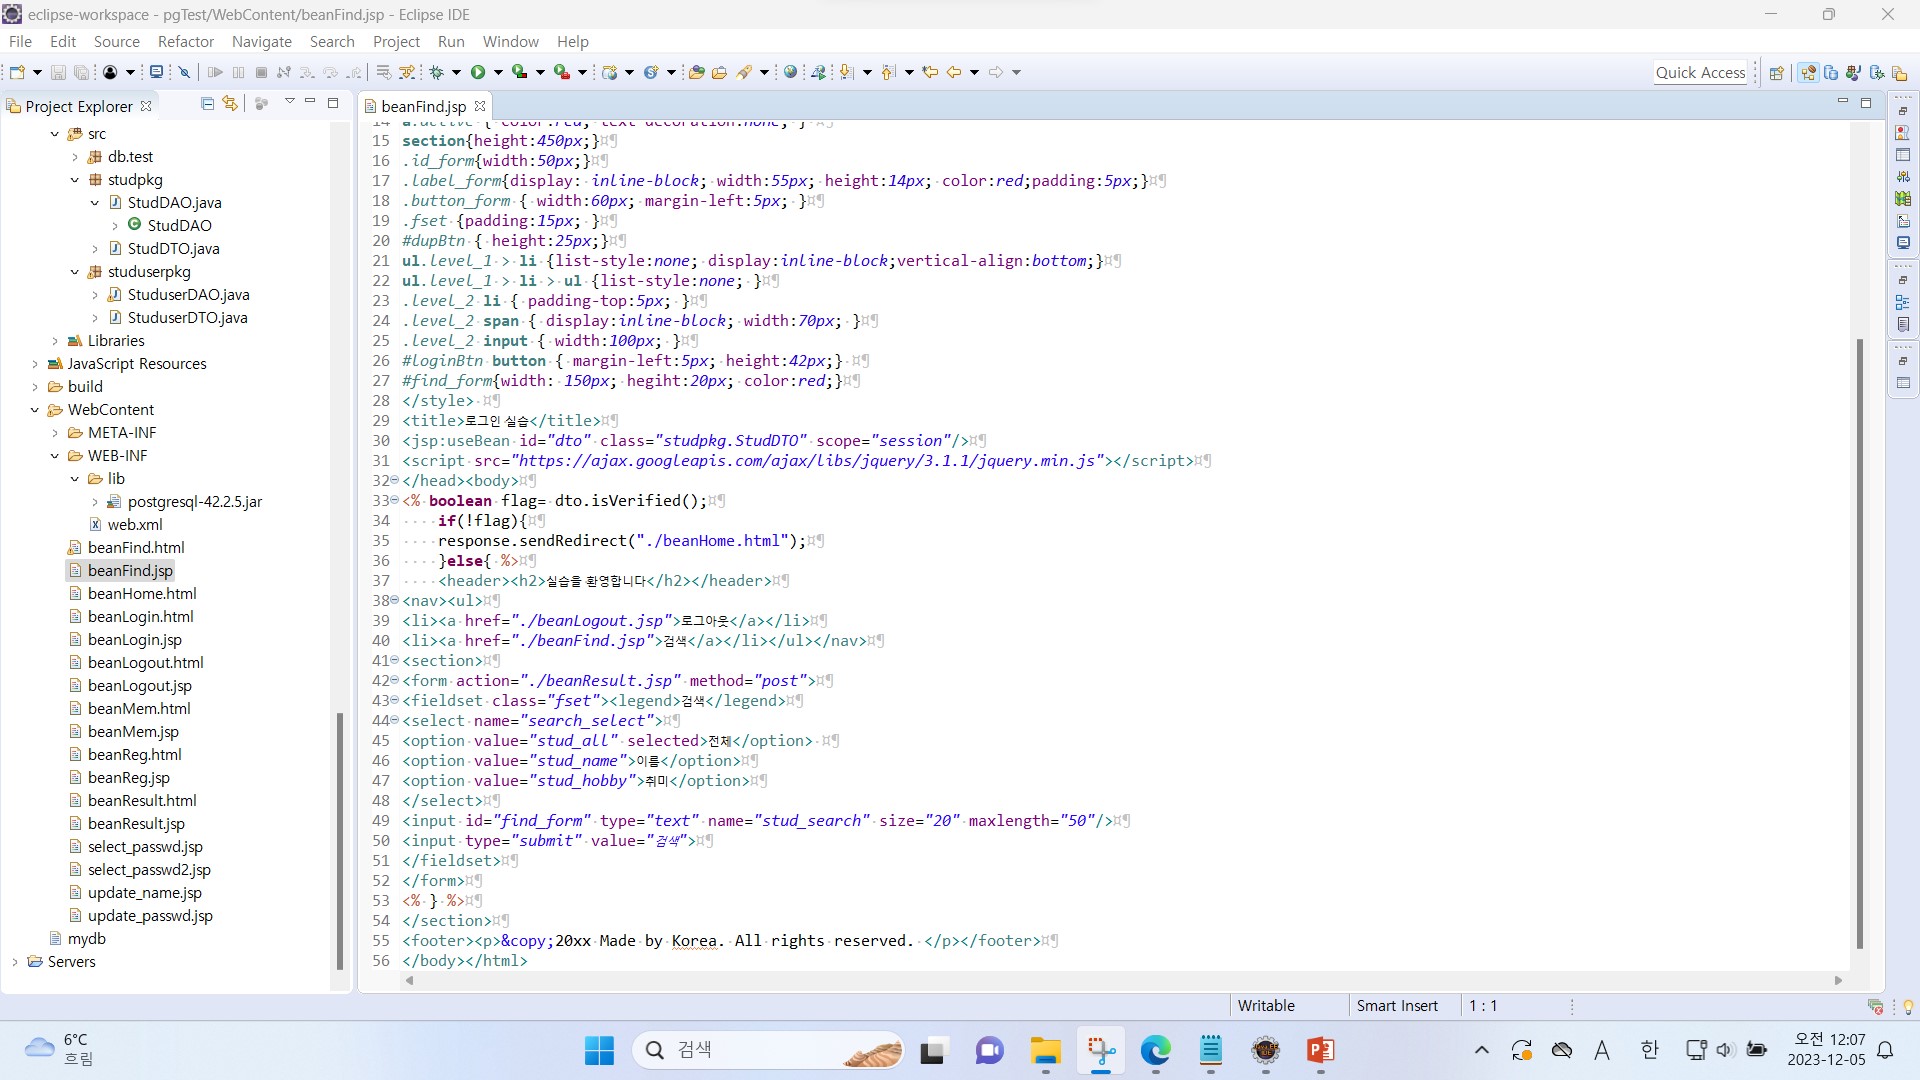 eclipse-workspace - pgTest/WebContent/beanFind.jsp - Eclipse IDE
File Edit Source Refactor Navigate Search Project Run Window Help
Quick Access
Project Explorer
src
db.test
studpkg
StudDAO.java
StudDAO
StudDTO.java
studuserpkg
StuduserDAO.java
StuduserDTO.java
Libraries
JavaScript Resources
build
WebContent
META-INF
WEB-INF
lib
postgresql-42.2.5.jar
web.xml
beanFind.html
beanFind.jsp
beanHome.html
beanLogin.html
beanLogin.jsp
beanLogout.html
beanLogout.jsp
beanMem.html
beanMem.jsp
beanReg.html
beanReg.jsp
beanResult.html
beanResult.jsp
select_passwd.jsp
select_passwd2.jsp
update_name.jsp
update_passwd.jsp
mydb
Servers
beanFind.jsp
14 a:active { color:red; text-decoration:none; }
15 section{height:450px;}
16 .id_form{width:50px;}
17 .label_form{display: inline-block; width:55px; height:14px; color:red;padding:5px;}
18 .button_form { width:60px; margin-left:5px; }
19 .fset {padding:15px; }
20 #dupBtn { height:25px;}
21 ul.level_1 > li {list-style:none; display:inline-block;vertical-align:bottom;}
22 ul.level_1 > li > ul {list-style:none; }
23 .level_2 li { padding-top:5px; }
24 .level_2 span { display:inline-block; width:70px; }
25 .level_2 input { width:100px; }
26 #loginBtn button { margin-left:5px; height:42px;}
27 #find_form{width: 150px; hegiht:20px; color:red;}
28 </style>
29 <title>로그인 실습</title>
30 <jsp:useBean id="dto" class="studpkg.StudDTO" scope="session"/>
31 <script src="https://ajax.googleapis.com/ajax/libs/jquery/3.1.1/jquery.min.js"></script>
32 </head><body>
33 <% boolean flag= dto.isVerified();
34 if(!flag){
35 response.sendRedirect("./beanHome.html");
36 }else{ %>
37 <header><h2>실습을 환영합니다</h2></header>
38 <nav><ul>
39 <li><a href="./beanLogout.jsp">로그아웃</a></li>
40 <li><a href="./beanFind.jsp">검색</a></li></ul></nav>
41 <section>
42 <form action="./beanResult.jsp" method="post">
43 <fieldset class="fset"><legend>검색</legend>
44 <select name="search_select">
45 <option value="stud_all" selected>전체</option>
46 <option value="stud_name">이름</option>
47 <option value="stud_hobby">취미</option>
48 </select>
49 <input id="find_form" type="text" name="stud_search" size="20" maxlength="50"/>
50 <input type="submit" value="검색">
51 </fieldset>
52 </form>
53 <% } %>
54 </section>
55 <footer><p>&copy;20xx Made by Korea. All rights reserved. </p></footer>
56 </body></html>
Writable Smart Insert 1 : 1
6°C
흐림
검색
A 한
오전 12:07
2023-12-05